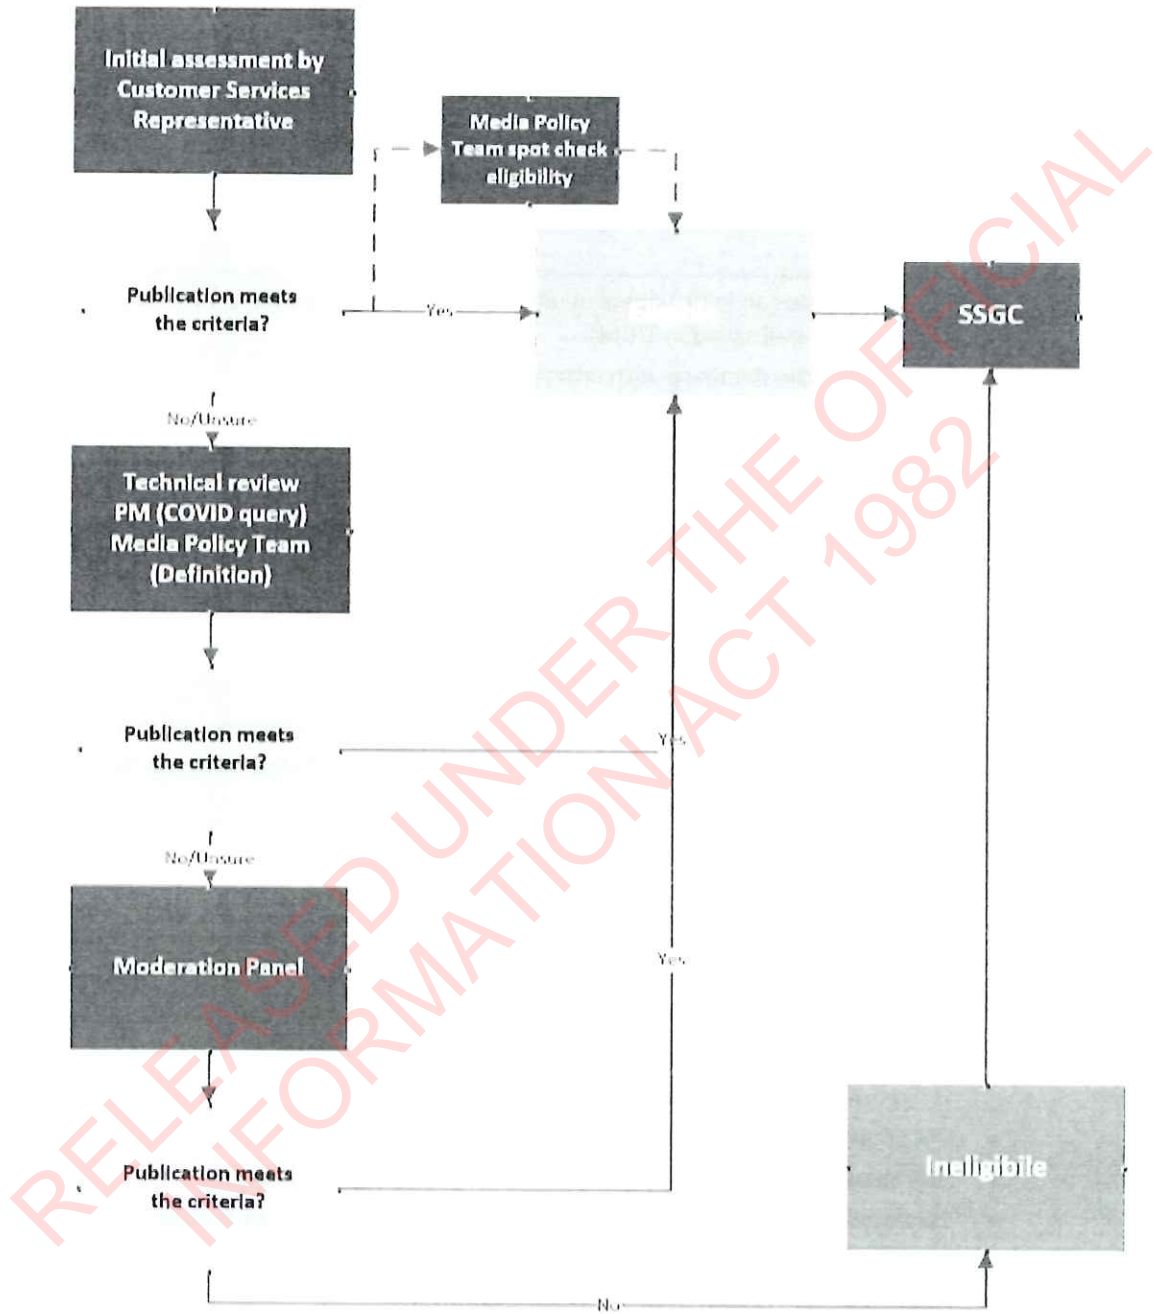 Initial assessment by
Customer Services
Representative
Media Policy
Team spot check
eligibility
Publication meets
the criteria?
Yes
SSGC
No/Unsure
Technical review
PM (COVID query)
Media Policy Team
(Definition)
Publication meets
the criteria?
Yes
No/Unsure
Moderation Panel
Yes
Publication meets
the criteria?
Ineligibile
No
RELEASED UNDER THE OFFICIAL
INFORMATION ACT 1982